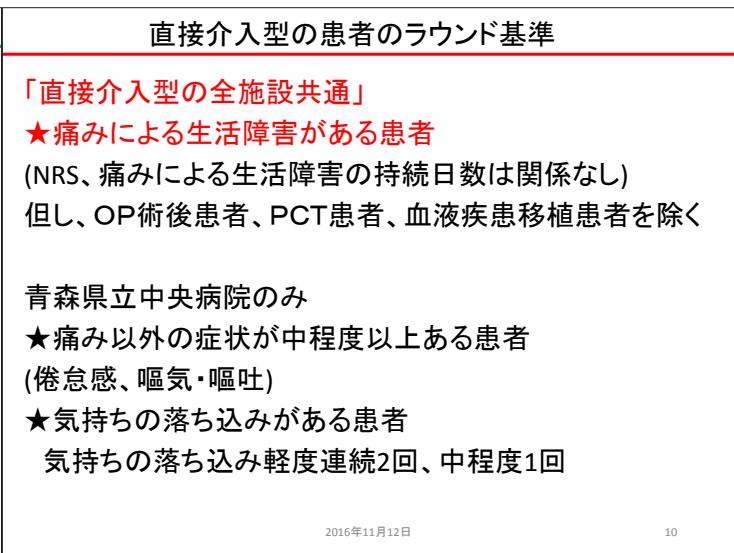 直接介入型の患者のラウンド基準
「直接介入型の全施設共通」
★痛みによる生活障害がある患者
(NRS、痛みによる生活障害の持続日数は関係なし)
但し、OP術後患者、PCT患者、血液疾患移植患者を除く
青森県立中央病院のみ
★痛み以外の症状が中程度以上ある患者
(倦怠感、嘔気・嘔吐)
★気持ちの落ち込みがある患者
気持ちの落ち込み軽度連続2回、中程度1回
2016年11月12日
10